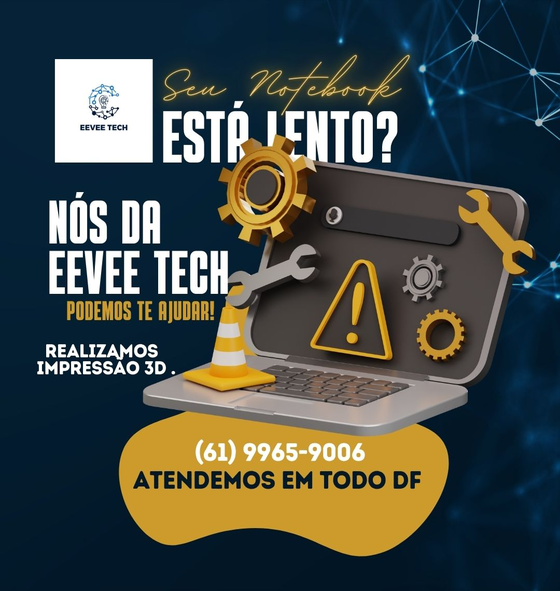 EEVEE TECH
Seu Notebook
ESTÁ LENTO?
NÓS DA
EEVEE TECH
PODEMOS TE AJUDAR!
REALIZAMOS
IMPRESSÃO 3D .
(61) 9965-9006
ATENDEMOS EM TODO DF